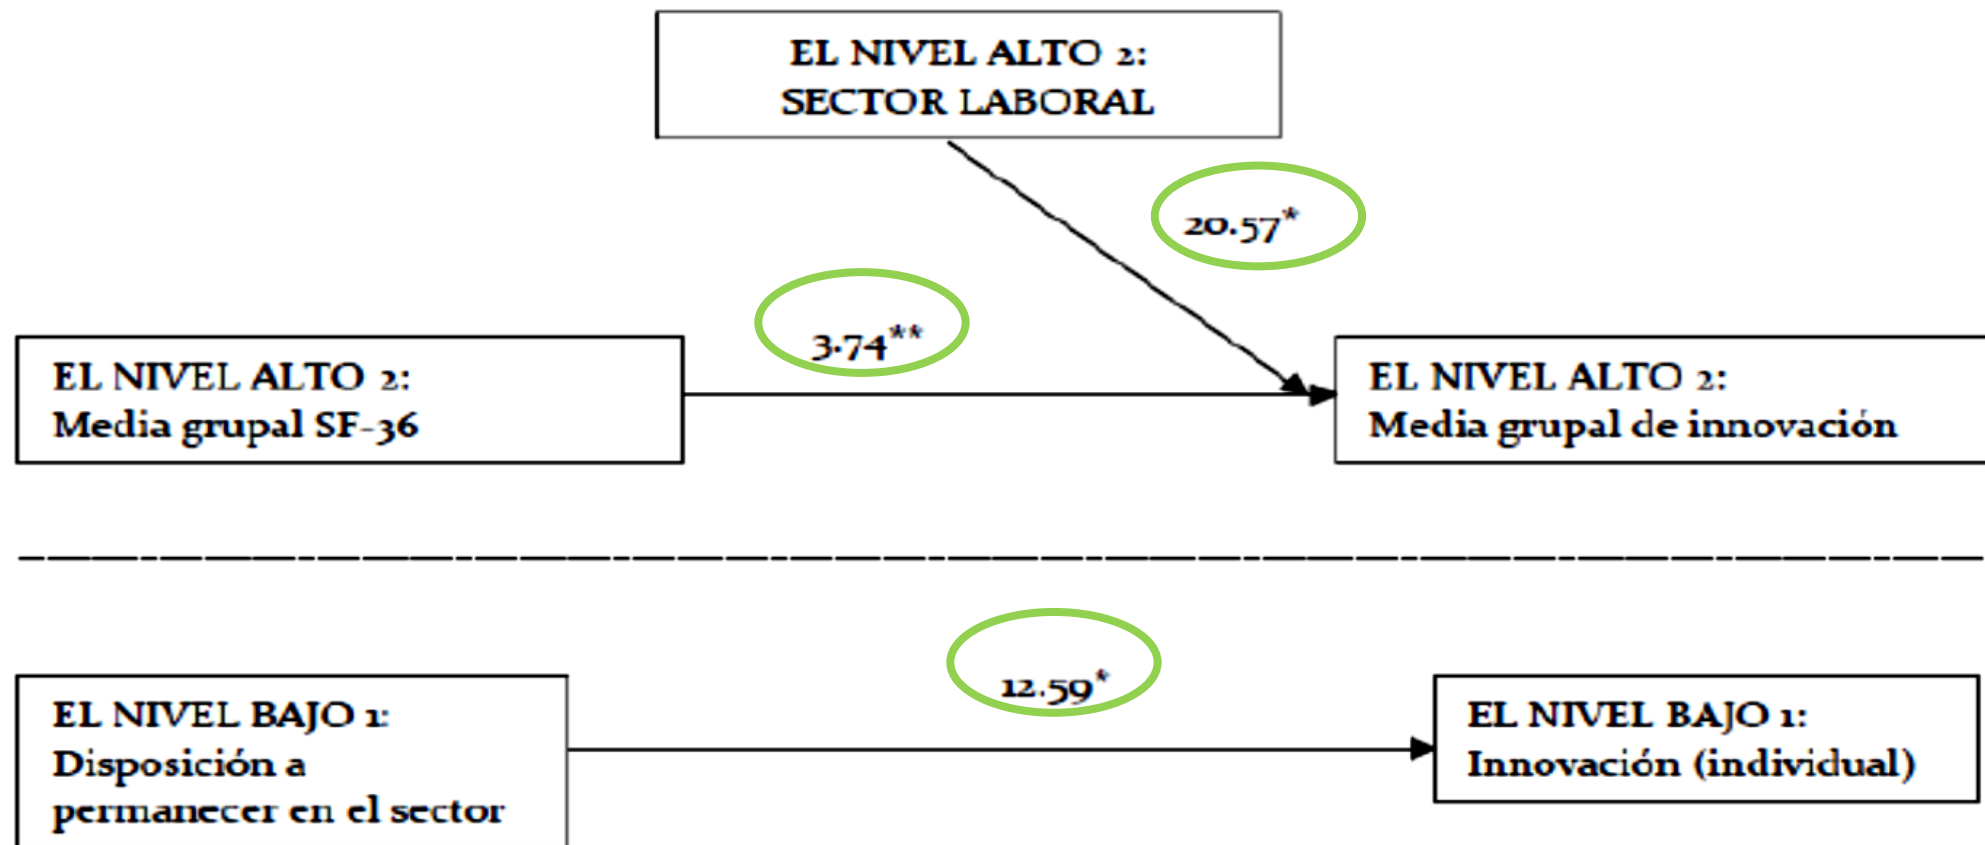 EL NIVEL ALTO 2:
SECTOR LABORAL
20.57*
3.74**
EL NIVEL ALTO 2:
Media grupal SF-36
EL NIVEL ALTO 2:
Media grupal de innovación
12.59*
EL NIVEL BAJO 1:
Disposición a
permanecer en el sector
EL NIVEL BAJO 1:
Innovación (individual)